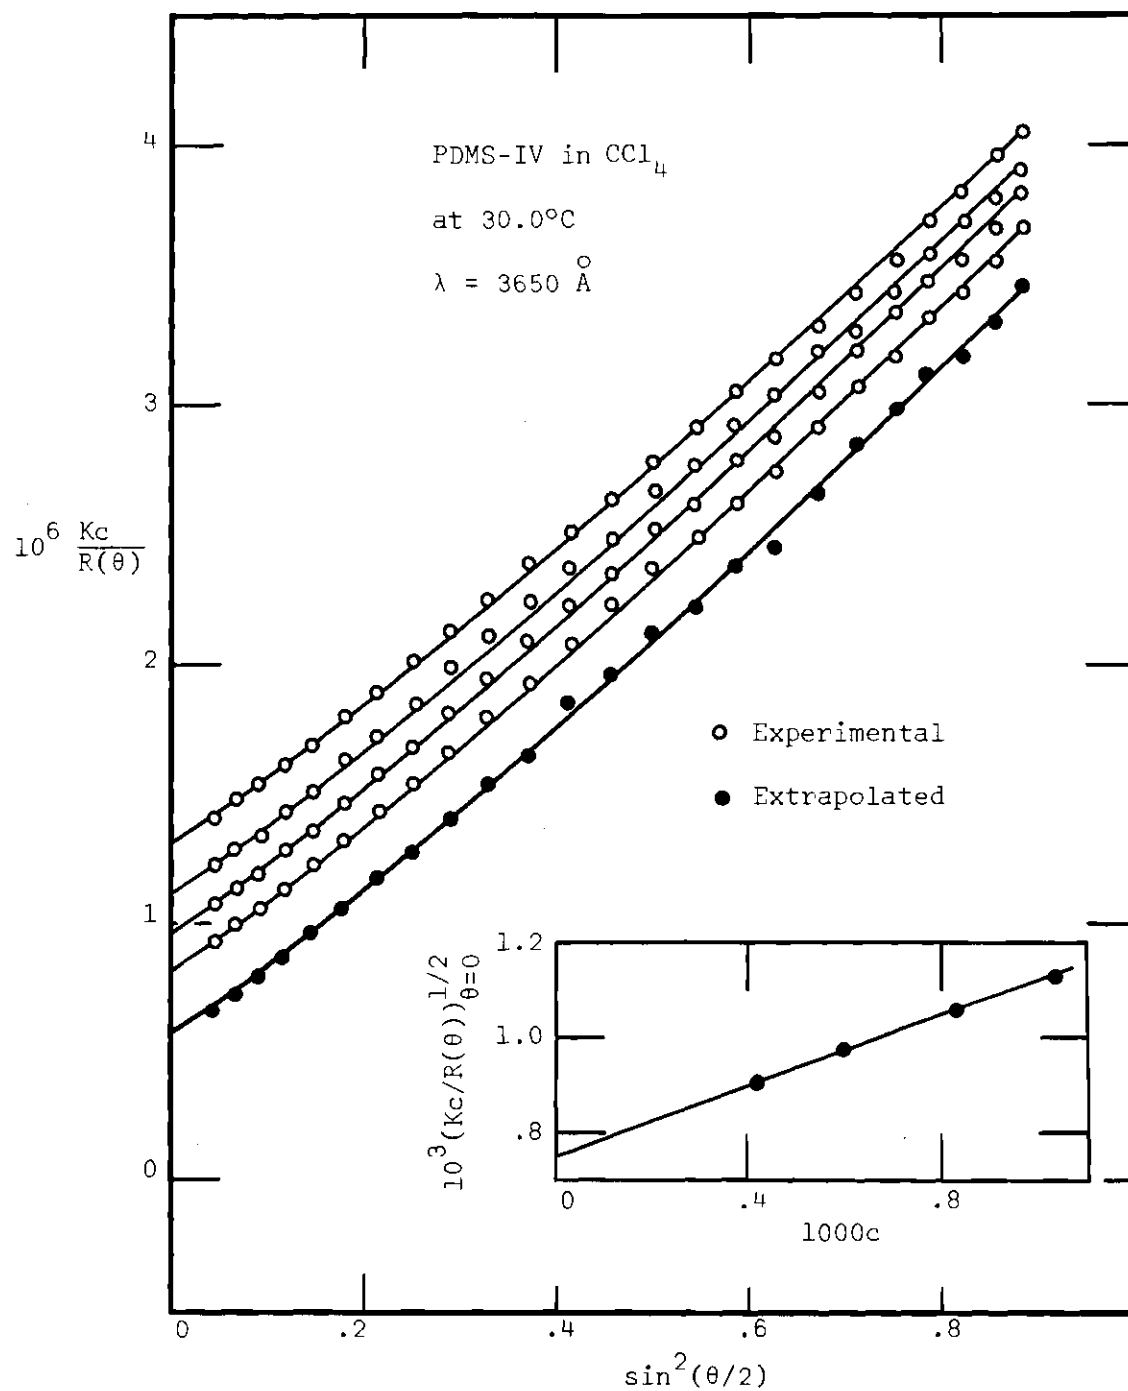 PDMS-IV in CCl4
at 30.0°C
λ = 3650 Å
4
3
10^6 Kc/R(θ)
2
1
0
Experimental
Extrapolated
10^3(Kc/R(θ))^1/2 θ=0
1.2
1.0
.8
0 .4 .8
1000c
0 .2 .4 .6 .8
sin^2(θ/2)